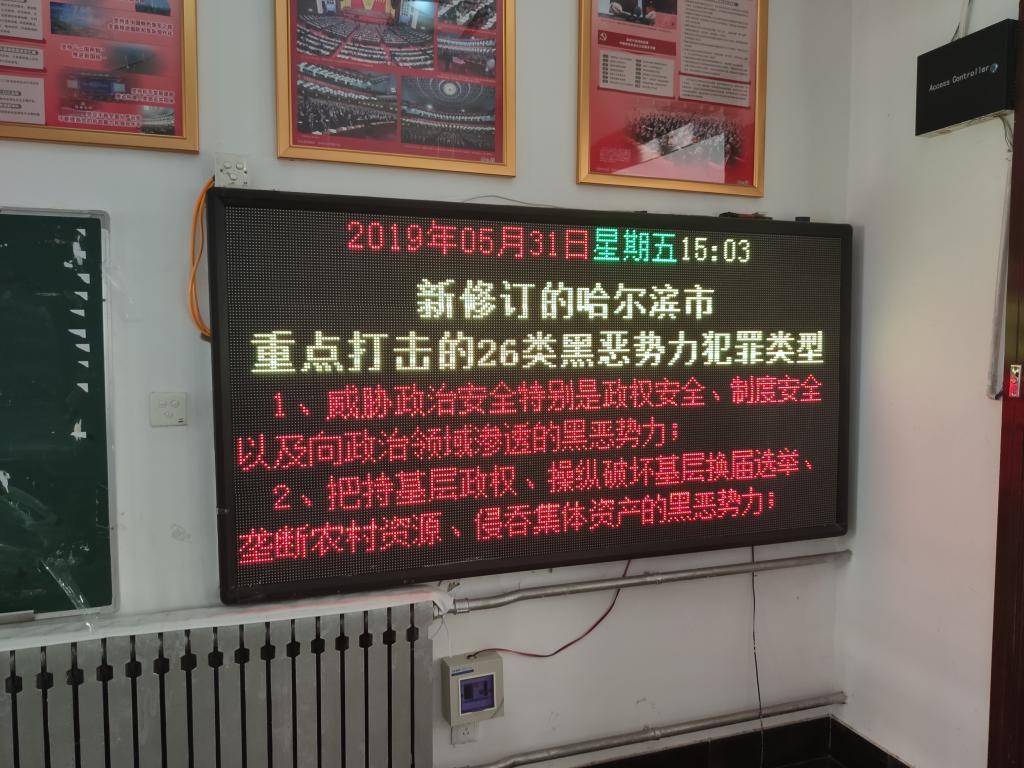 Access Controller
2019年05月31日星期五15:03
新修订的哈尔滨市
重点打击的26类黑恶势力犯罪类型
1、威胁政治安全特别是政权安全、制度安全
以及向政治领域渗透的黑恶势力；
2、把持基层政权、操纵破坏基层换届选举、
垄断农村资源、侵吞集体资产的黑恶势力；